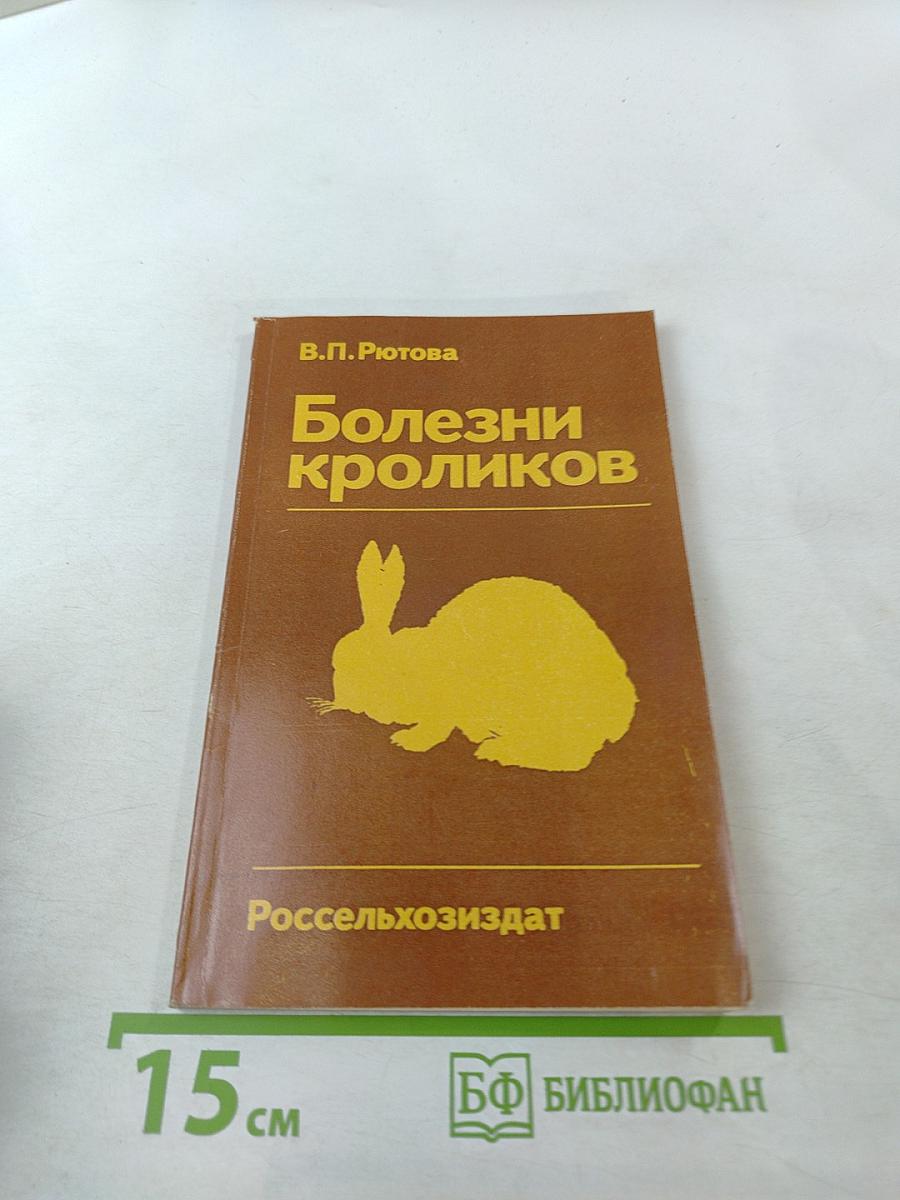 В.П.Рютова
Болезни
кроликов
Россельхозиздат
15 см
БФ БИБЛИОФАН